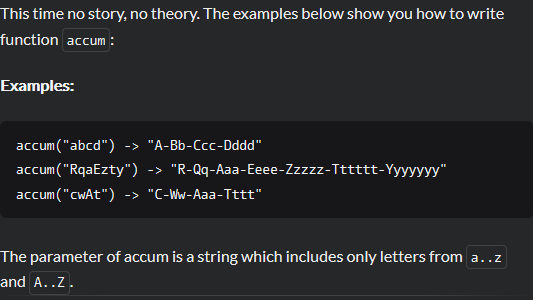 This time no story, no theory. The examples below show you how to write
function accum:
Examples:
accum("abcd") -> "A-Bb-Ccc-Dddd"
accum("RqaEzty") -> "R-Qq-Aaa-Eeee-Zzzzz-Tttttt-Yyyyyyy"
accum("cwAt") -> "C-Ww-Aaa-Tttt"
The parameter of accum is a string which includes only letters from a..z
and A..Z.